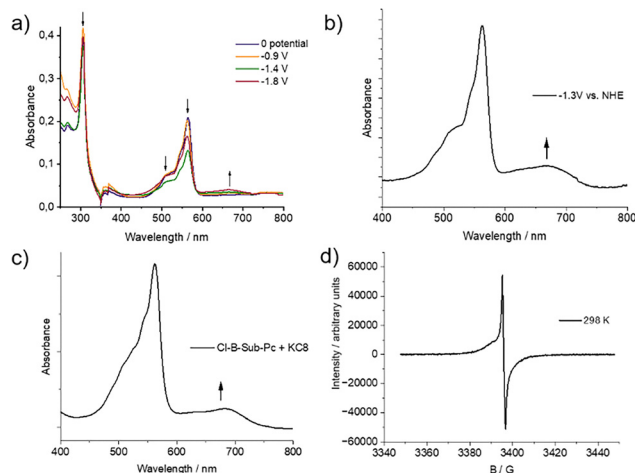 a)
0,4
0,3
0,2
0,1
0,0
Absorbance
300 400 500 600 700 800
Wavelength / nm
0 potential
-0.9 V
-1.4 V
-1.8 V
b)
Absorbance
400 500 600 700 800
Wavelength / nm
-1.3V vs. NHE
c)
Absorbance
400 500 600 700 800
Wavelength / nm
Cl-B-Sub-Pc + KC8
d)
60000
40000
20000
0
−20000
−40000
−60000
Intensity / arbitrary units
3340 3360 3380 3400 3420 3440
B / G
298 K